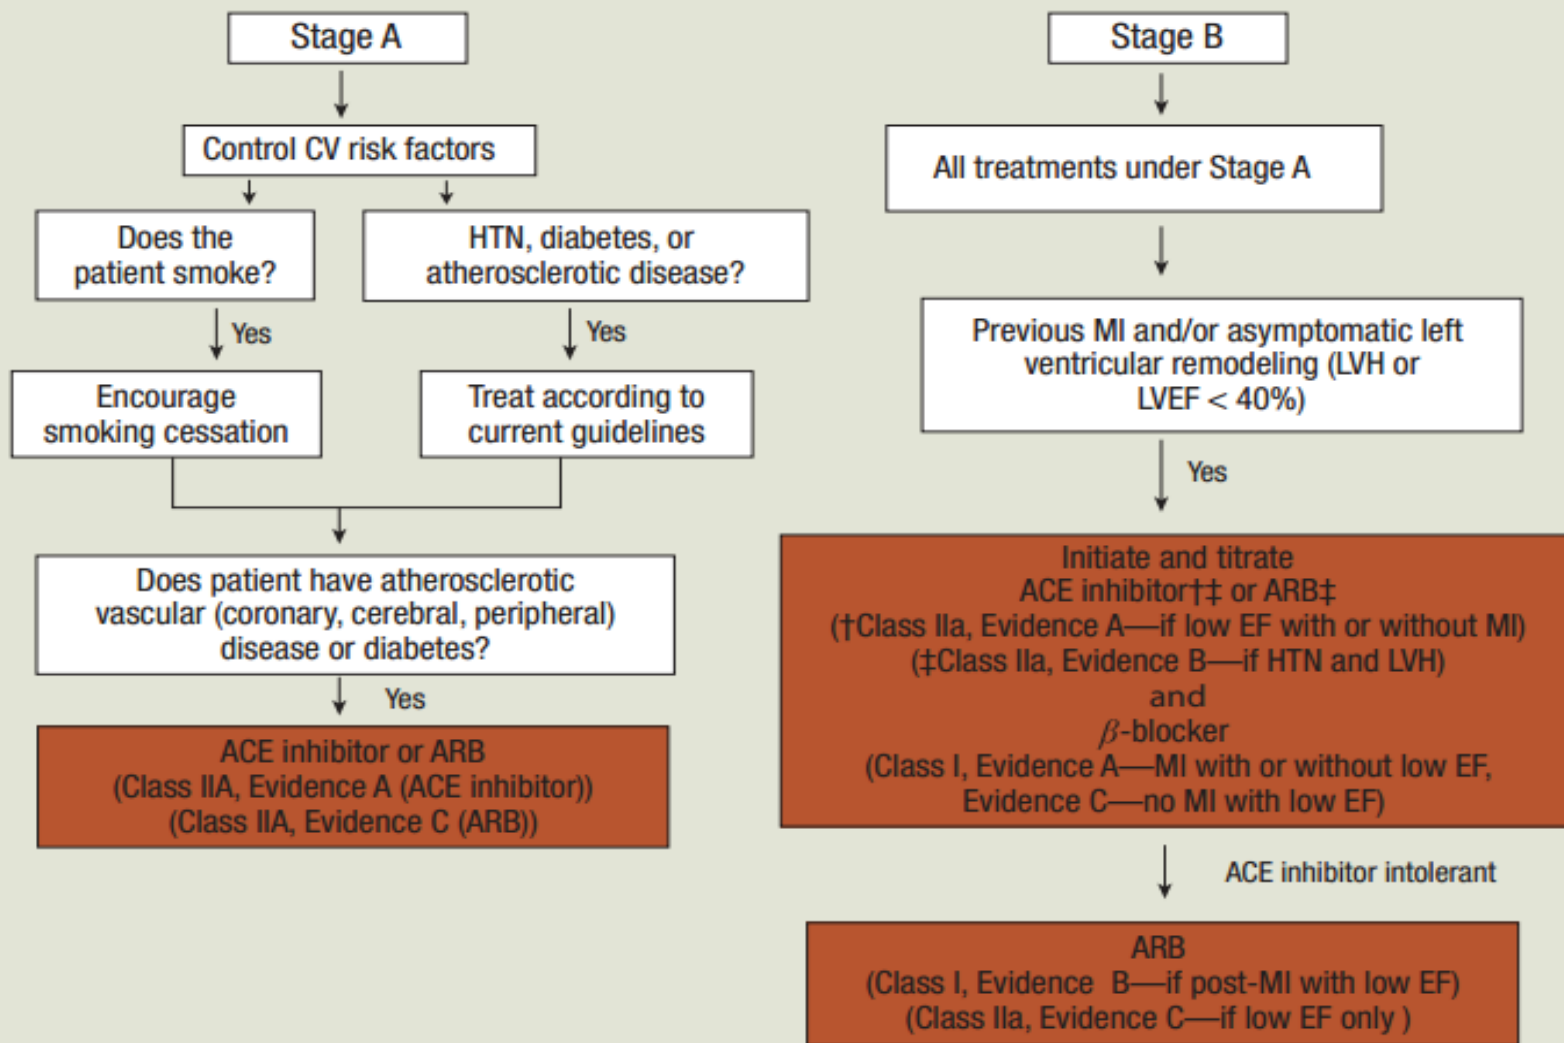 Stage A
Control CV risk factors
Does the
patient smoke?
HTN, diabetes, or
atherosclerotic disease?
Yes
Yes
Encourage
smoking cessation
Treat according to
current guidelines
Does patient have atherosclerotic
vascular (coronary, cerebral, peripheral)
disease or diabetes?
Yes
ACE inhibitor or ARB
(Class IIA, Evidence A (ACE inhibitor))
(Class IIA, Evidence C (ARB))
Stage B
All treatments under Stage A
Previous MI and/or asymptomatic left
ventricular remodeling (LVH or
LVEF < 40%)
Yes
Initiate and titrate
ACE inhibitor†‡ or ARB‡
(†Class IIa, Evidence A—if low EF with or without MI)
(‡Class IIa, Evidence B—if HTN and LVH)
and
β-blocker
(Class I, Evidence A—MI with or without low EF,
Evidence C—no MI with low EF)
ACE inhibitor intolerant
ARB
(Class I, Evidence B—if post-MI with low EF)
(Class IIa, Evidence C—if low EF only )